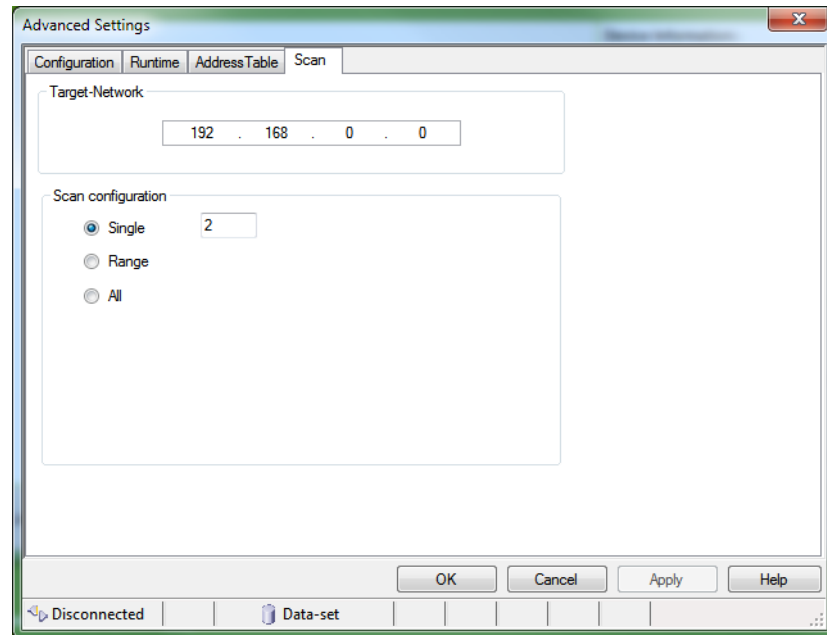 Advanced Settings
Configuration Runtime AddressTable Scan
Target-Network
192 . 168 . 0 . 0
Scan configuration
Single 2
Range
All
OK Cancel Apply Help
Disconnected Data-set